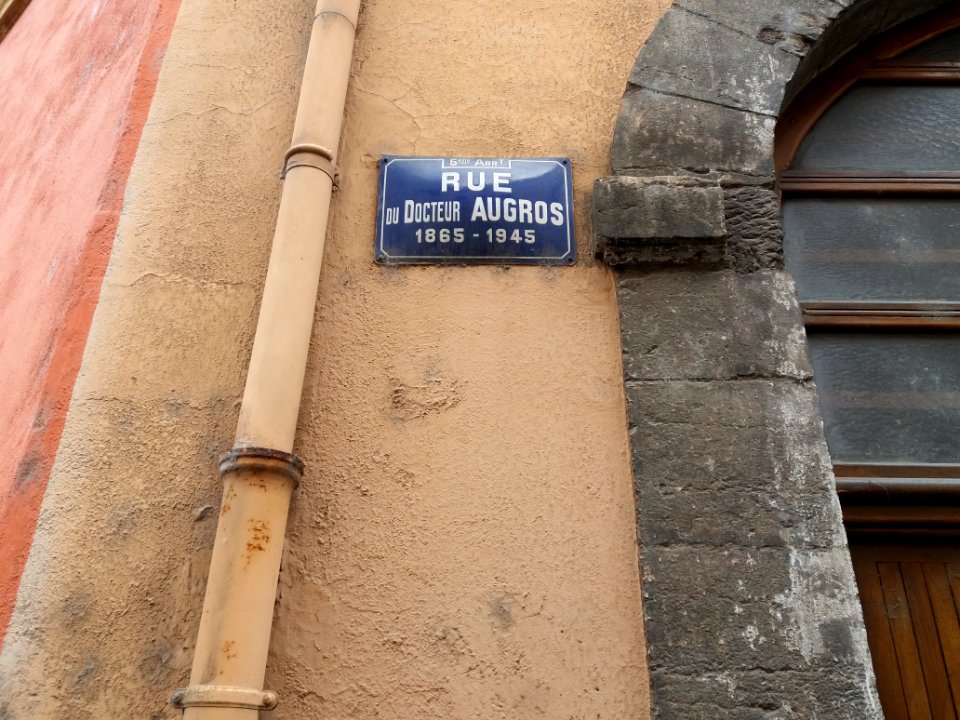 5ème ARRT
RUE
DU DOCTEUR AUGROS
1865 - 1945